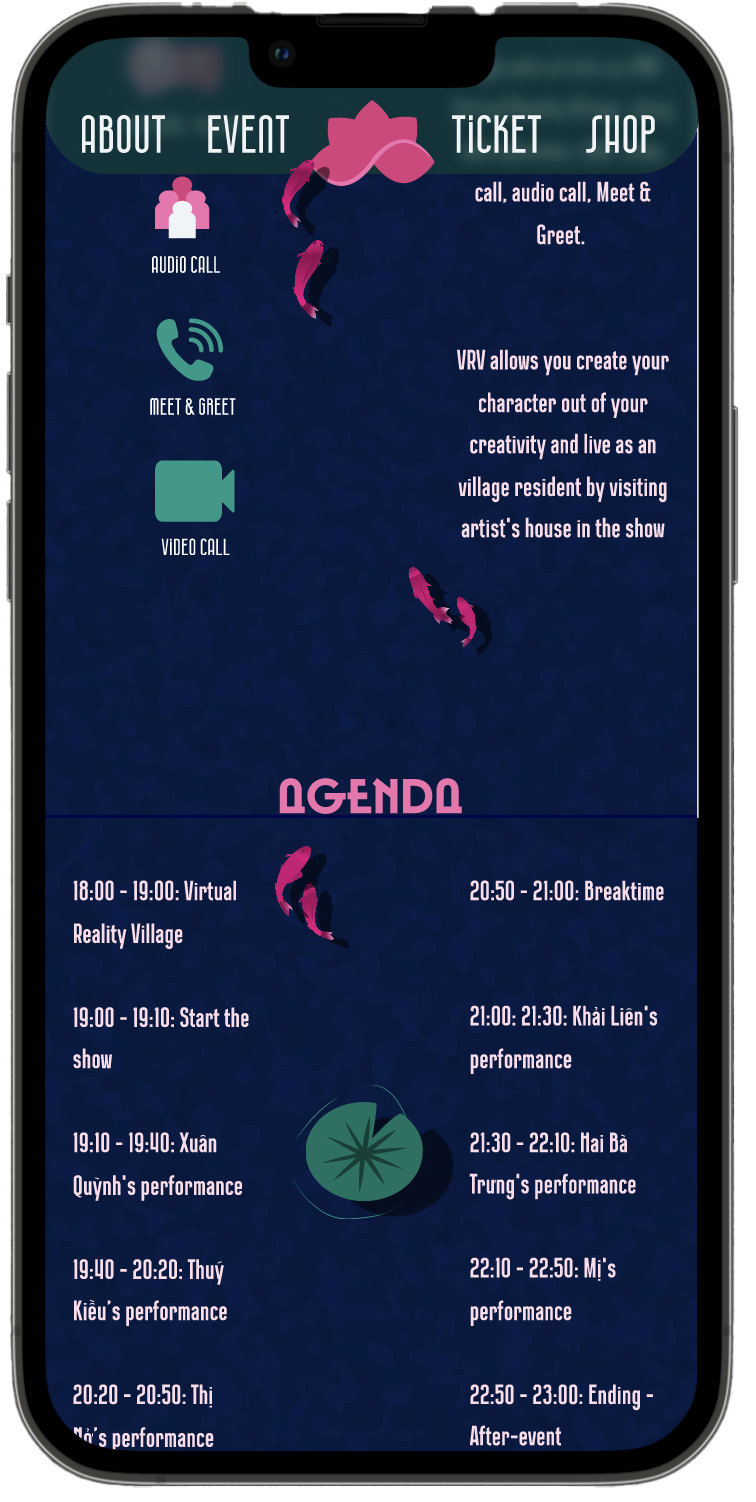 ABOUT
EVENT
TiCKET
SHOP
AUDiO CALL
MEET & GREET
ViDEO CALL
call, audio call, Meet &
Greet.
VRV allows you create your
character out of your
creativity and live as an
village resident by visiting
artist's house in the show
AGENDA
18:00 - 19:00: Virtual
Reality Village
19:00 - 19:10: Start the
show
19:10 - 19:40: Xuân
Quỳnh's performance
19:40 - 20:20: Thuý
Kiều's performance
20:20 - 20:50: Thị
Nở's performance
20:50 - 21:00: Breaktime
21:00: 21:30: Khải Liên's
performance
21:30 - 22:10: Hai Bà
Trưng's performance
22:10 - 22:50: Mị's
performance
22:50 - 23:00: Ending -
After-event